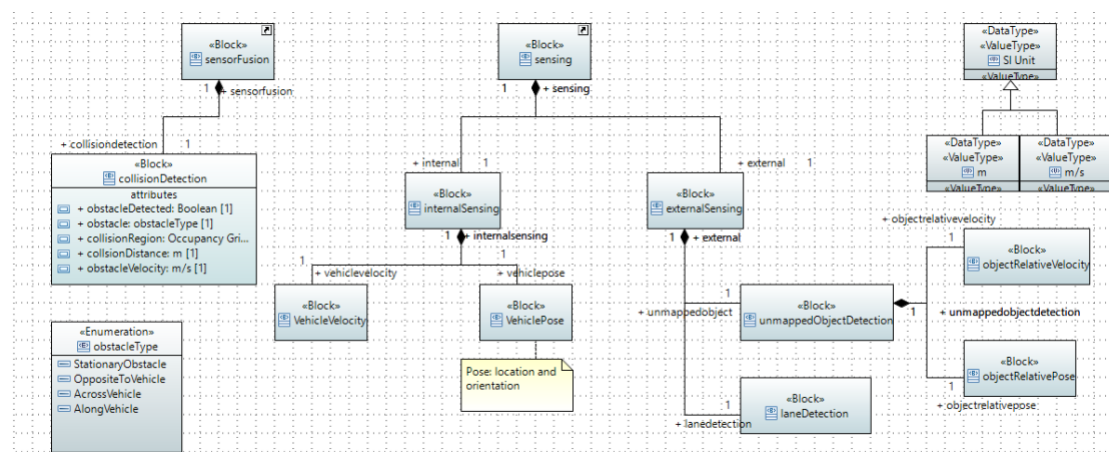 «Block»
sensorFusion
1
+ sensorfusion
+ collisiondetection
1
«Block»
collisionDetection
attributes
+ obstacleDetected: Boolean [1]
+ obstacle: obstacleType [1]
+ collisionRegion: Occupancy Gri...
+ collsionDistance: m [1]
+ obstacleVelocity: m/s [1]
«Enumeration»
obstacleType
StationaryObstacle
OppositeToVehicle
AcrossVehicle
AlongVehicle
«Block»
sensing
1
+ sensing
+ internal
1
+ external
1
«Block»
internalSensing
1
+ internalsensing
1
+ vehiclevelocity
1
+ vehiclepose
«Block»
VehicleVelocity
«Block»
VehiclePose
Pose: location and
orientation
«Block»
externalSensing
1
+ external
1
+ unmappedobject
«Block»
unmappedObjectDetection
1
+ unmappedobjectdetection
1
+ lanedetection
«Block»
laneDetection
+ objectrelativevelocity
1
«Block»
objectRelativeVelocity
«Block»
objectRelativePose
1
+ objectrelativepose
«DataType»
«ValueType»
SI Unit
«ValueType»
«DataType»
«ValueType»
m
«ValueType»
«DataType»
«ValueType»
m/s
«ValueType»